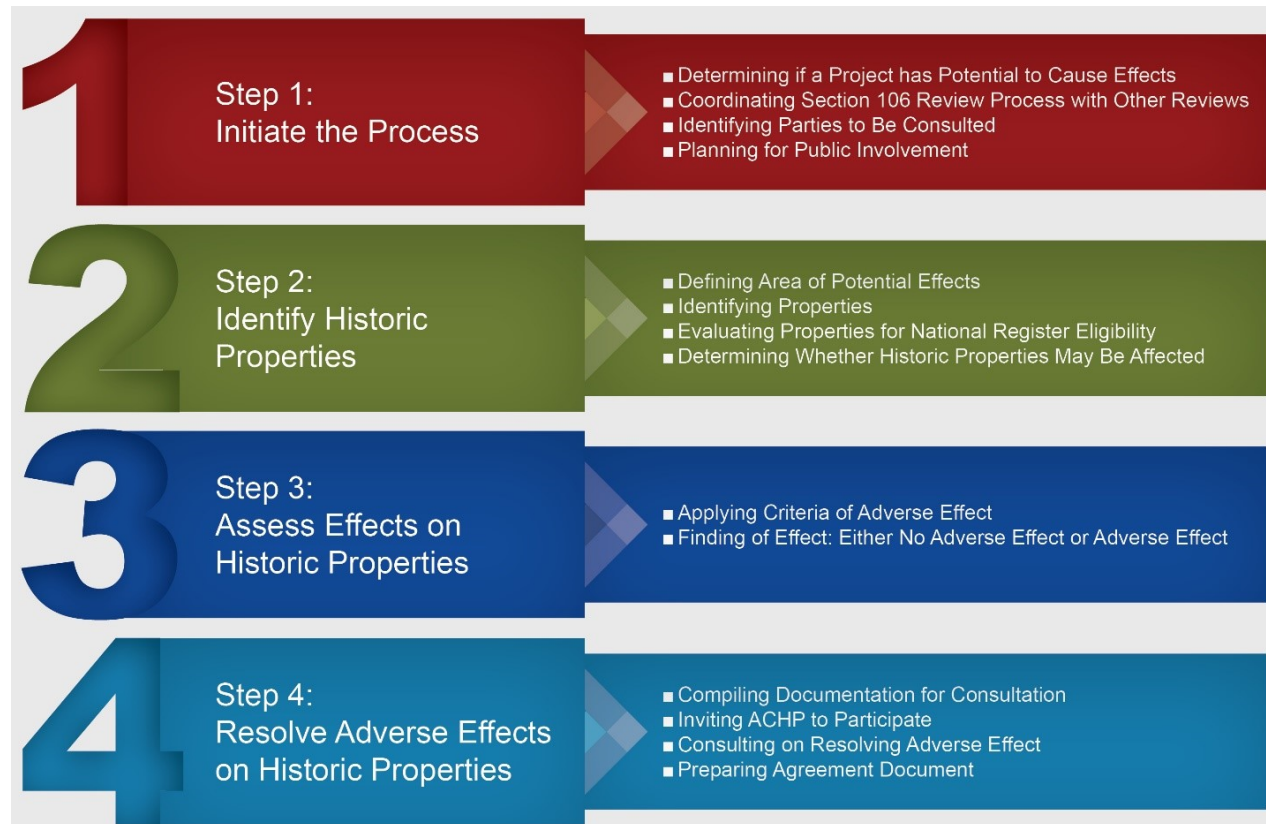 1
Step 1:
Initiate the Process
■ Determining if a Project has Potential to Cause Effects
■ Coordinating Section 106 Review Process with Other Reviews
■ Identifying Parties to Be Consulted
■ Planning for Public Involvement
2
Step 2:
Identify Historic
Properties
■ Defining Area of Potential Effects
■ Identifying Properties
■ Evaluating Properties for National Register Eligibility
■ Determining Whether Historic Properties May Be Affected
3
Step 3:
Assess Effects on
Historic Properties
■ Applying Criteria of Adverse Effect
■ Finding of Effect: Either No Adverse Effect or Adverse Effect
4
Step 4:
Resolve Adverse Effects
on Historic Properties
■ Compiling Documentation for Consultation
■ Inviting ACHP to Participate
■ Consulting on Resolving Adverse Effect
■ Preparing Agreement Document